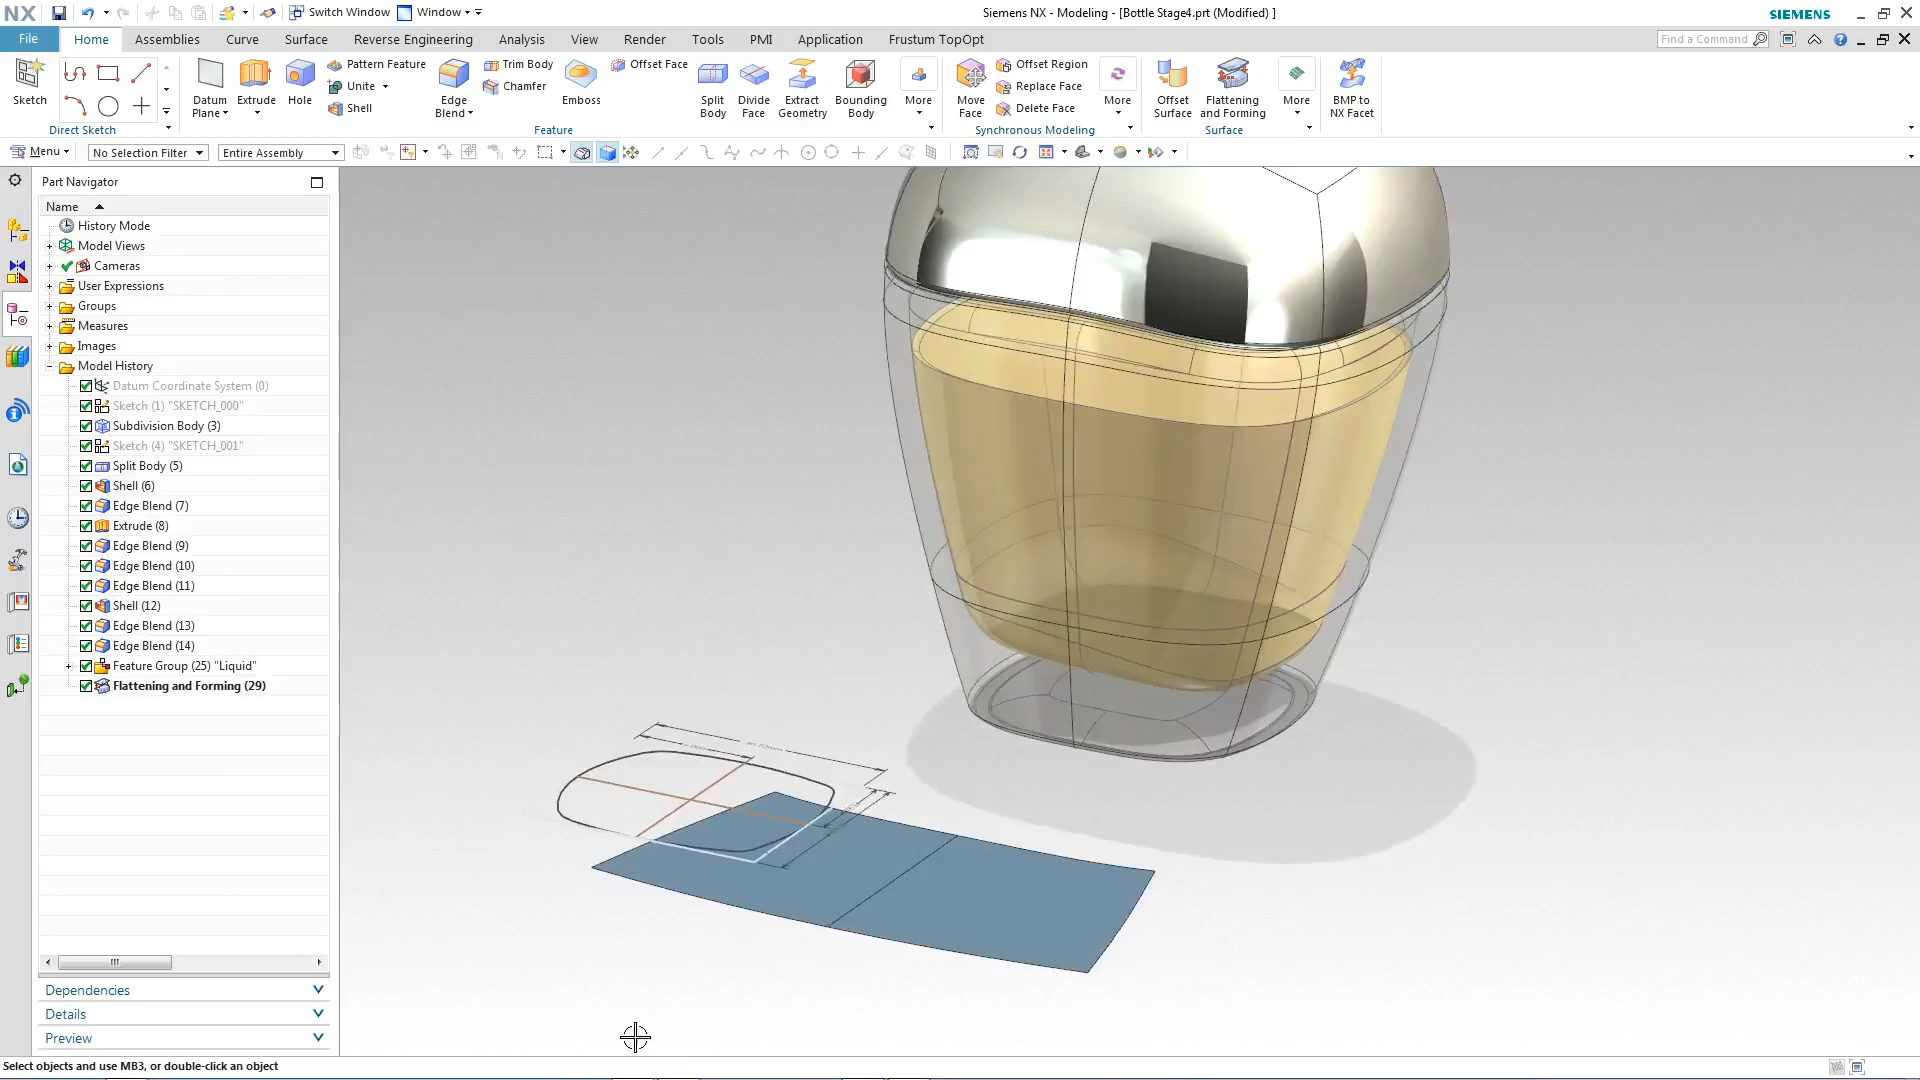 NX
Switch Window
Window
Siemens NX - Modeling - [Bottle Stage4.prt (Modified) ]
SIEMENS
File
Home
Assemblies
Curve
Surface
Reverse Engineering
Analysis
View
Render
Tools
PMI
Application
Frustum TopOpt
Find a Command
Sketch
Datum
Plane
Extrude
Hole
Pattern Feature
Unite
Shell
Edge
Blend
Trim Body
Chamfer
Emboss
Offset Face
Split
Body
Divide
Face
Extract
Geometry
Bounding
Body
More
Move
Face
Offset Region
Replace Face
Delete Face
More
Offset
Surface
Flattening
and Forming
More
BMP to
NX Facet
Direct Sketch
Feature
Synchronous Modeling
Surface
Menu
No Selection Filter
Entire Assembly
Part Navigator
Name
History Mode
Model Views
Cameras
User Expressions
Groups
Measures
Images
Model History
Datum Coordinate System (0)
Sketch (1) "SKETCH_000"
Subdivision Body (3)
Sketch (4) "SKETCH_001"
Split Body (5)
Shell (6)
Edge Blend (7)
Extrude (8)
Edge Blend (9)
Edge Blend (10)
Edge Blend (11)
Shell (12)
Edge Blend (13)
Edge Blend (14)
Feature Group (25) "Liquid"
Flattening and Forming (29)
Dependencies
Details
Preview
Select objects and use MB3, or double-click an object